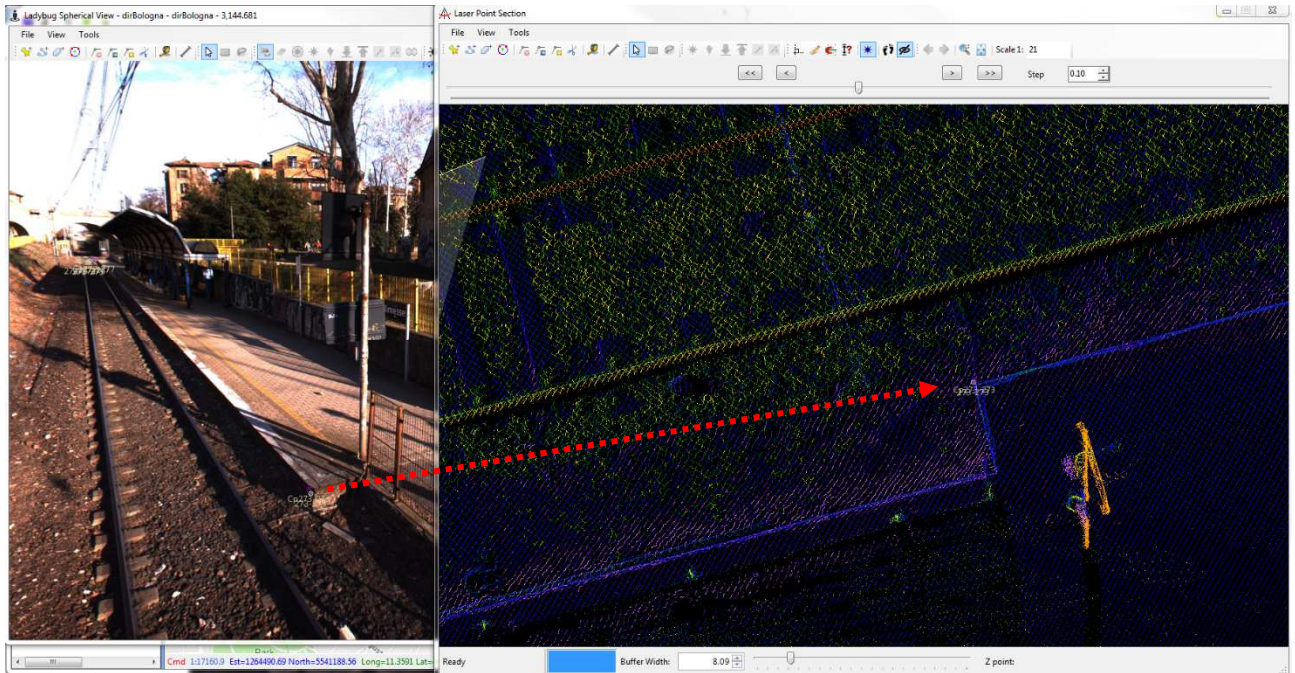 Ladybug Spherical View - dirBologna - dirBologna - 3,144.681
File View Tools
Cp273
Cmd 1:17160.9 Est=1264490.69 North=5541188.56 Long=11.3591 Lat=
Laser Point Section
File View Tools
Scale 1: 21
<< < > >> Step 0.10
Ready Buffer Width: 8.09 Z point: